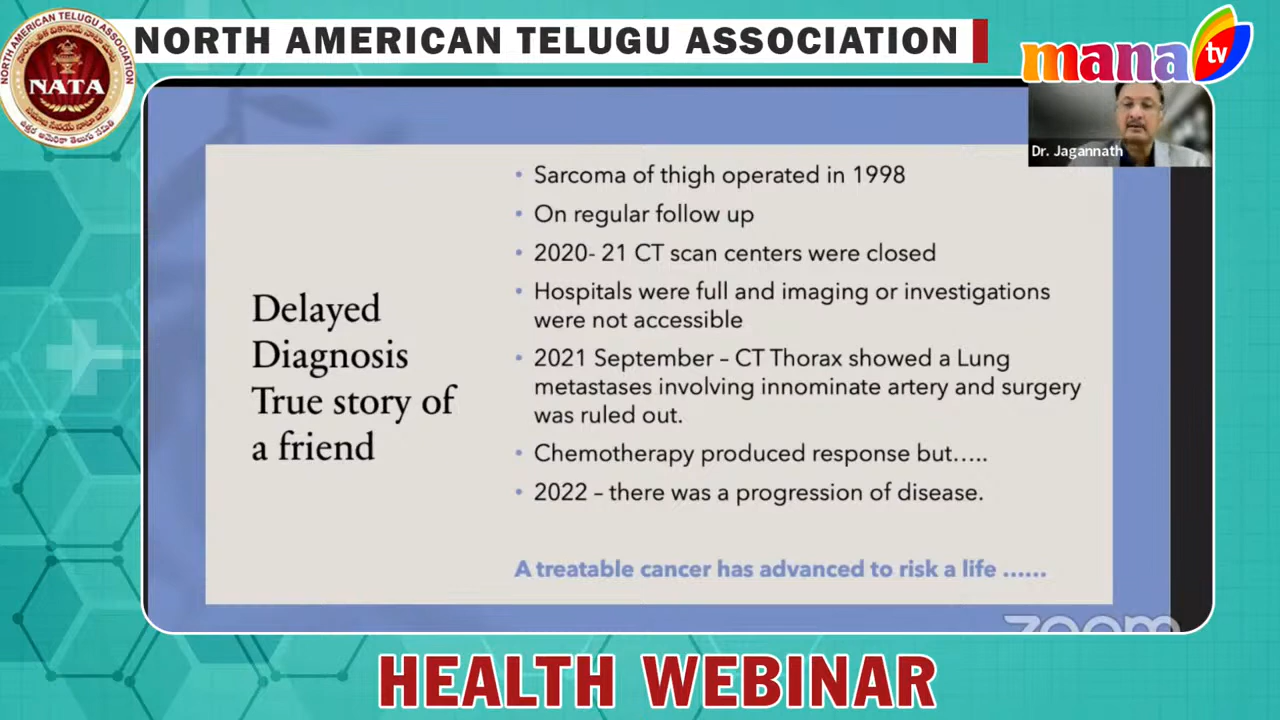 NORTH AMERICAN TELUGU ASSOCIATION
NORTH AMERICAN TELUGU ASSOCIATION
NATA
mana tv
Dr. Jagannath
Delayed
Diagnosis
True story of
a friend
• Sarcoma of thigh operated in 1998
• On regular follow up
• 2020- 21 CT scan centers were closed
• Hospitals were full and imaging or investigations
were not accessible
• 2021 September – CT Thorax showed a Lung
metastases involving innominate artery and surgery
was ruled out.
• Chemotherapy produced response but…..
• 2022 – there was a progression of disease.
A treatable cancer has advanced to risk a life ……
zoom
HEALTH WEBINAR